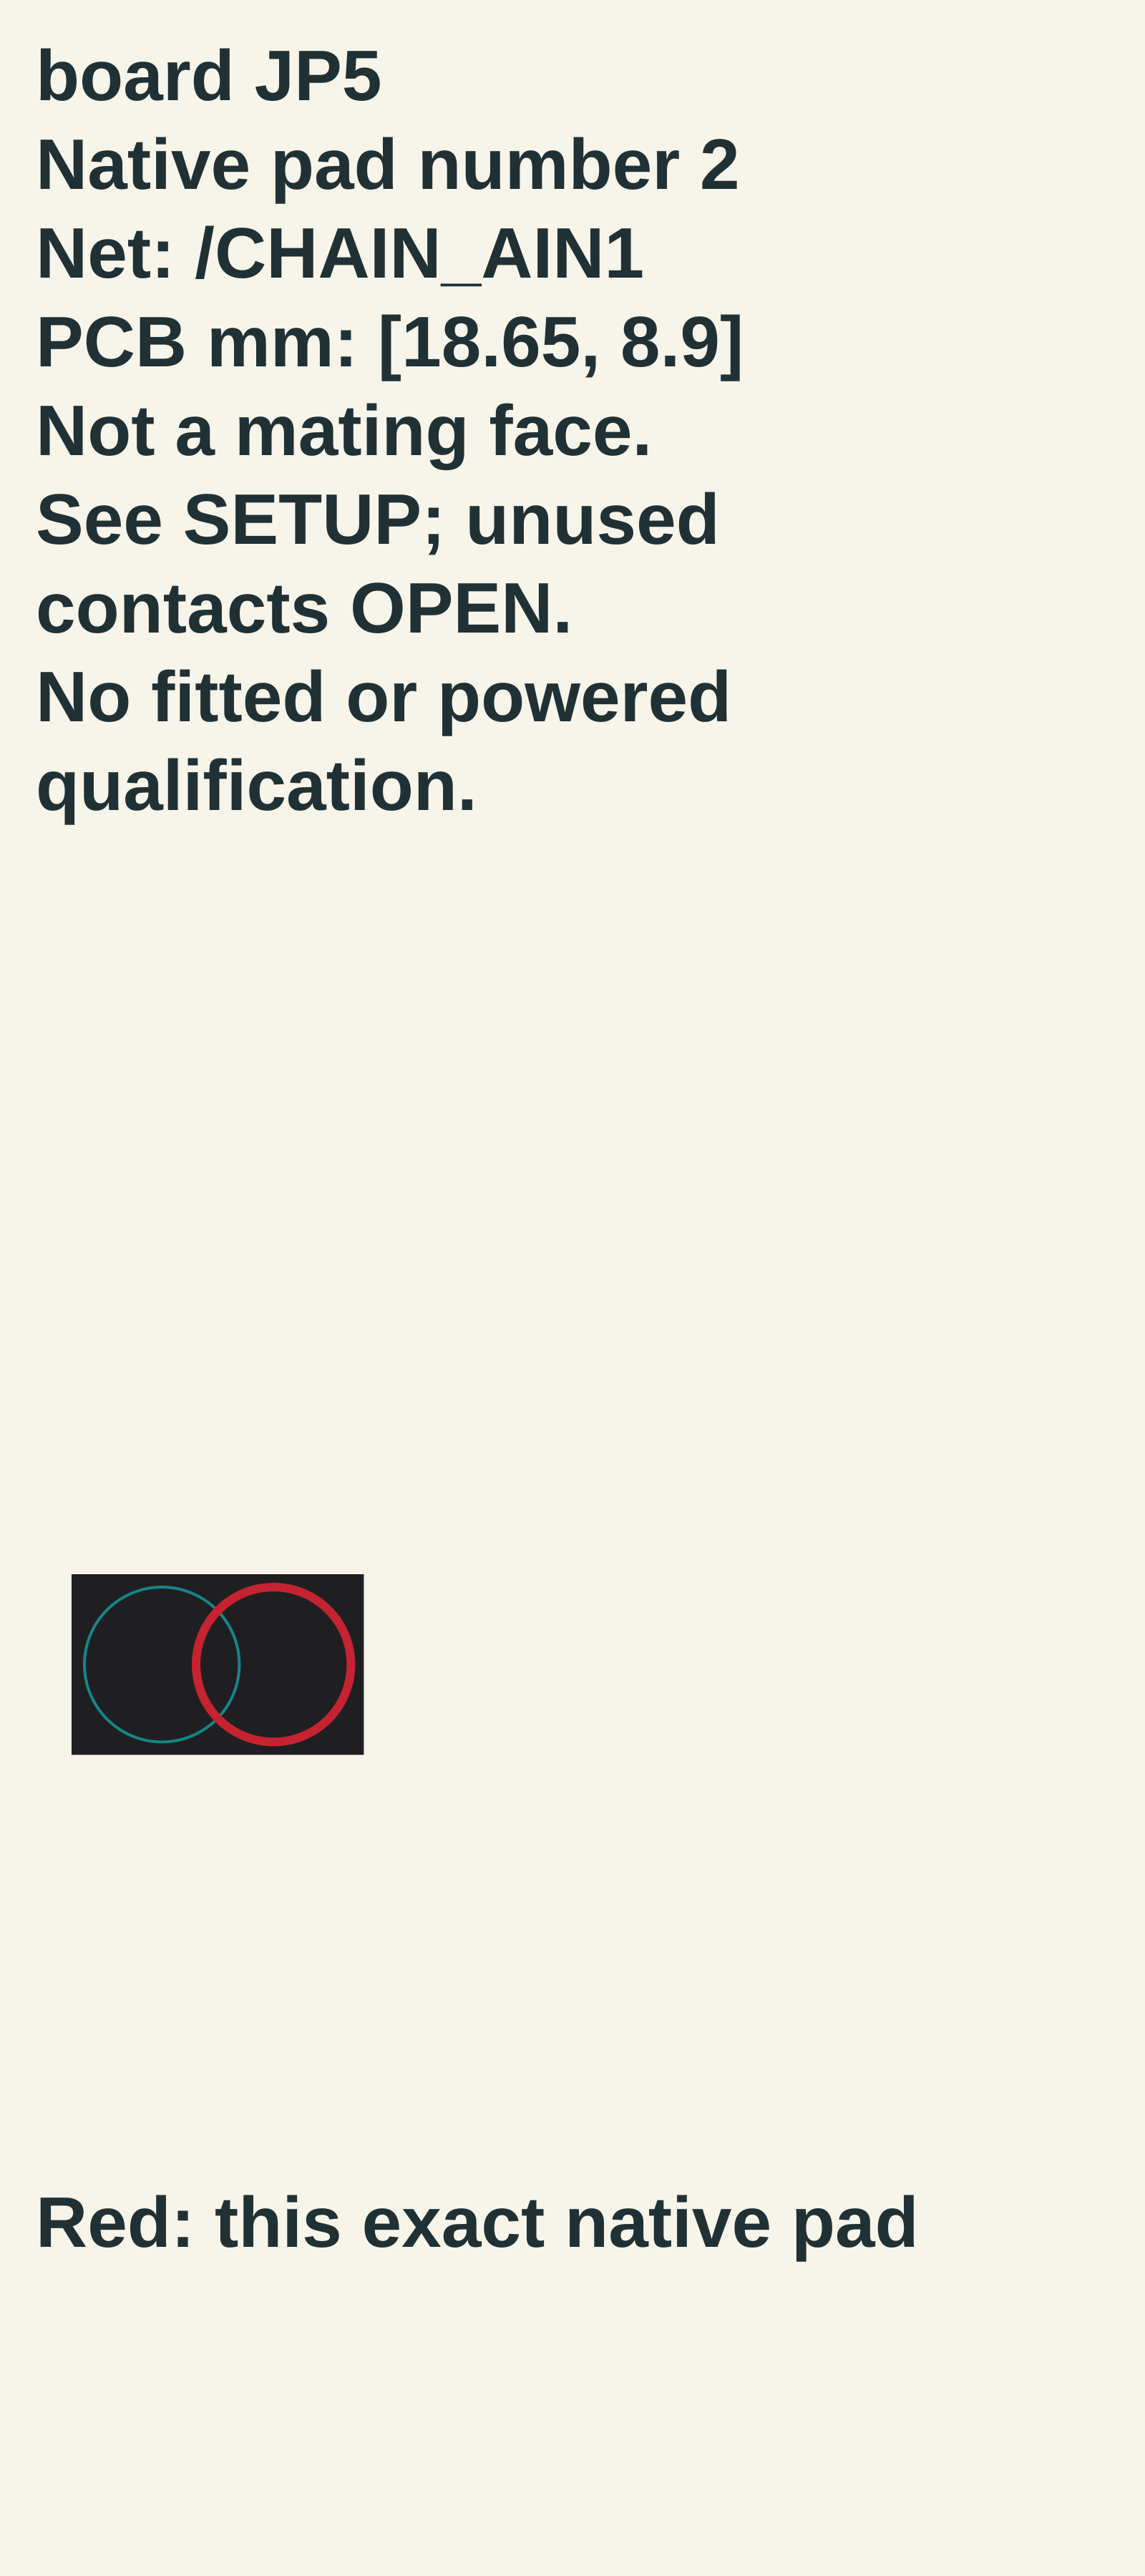 board JP5
Native pad number 2
Net: /CHAIN_AIN1
PCB mm: [18.65, 8.9]
Not a mating face.
See SETUP; unused
contacts OPEN.
No fitted or powered
qualification.
Red: this exact native pad